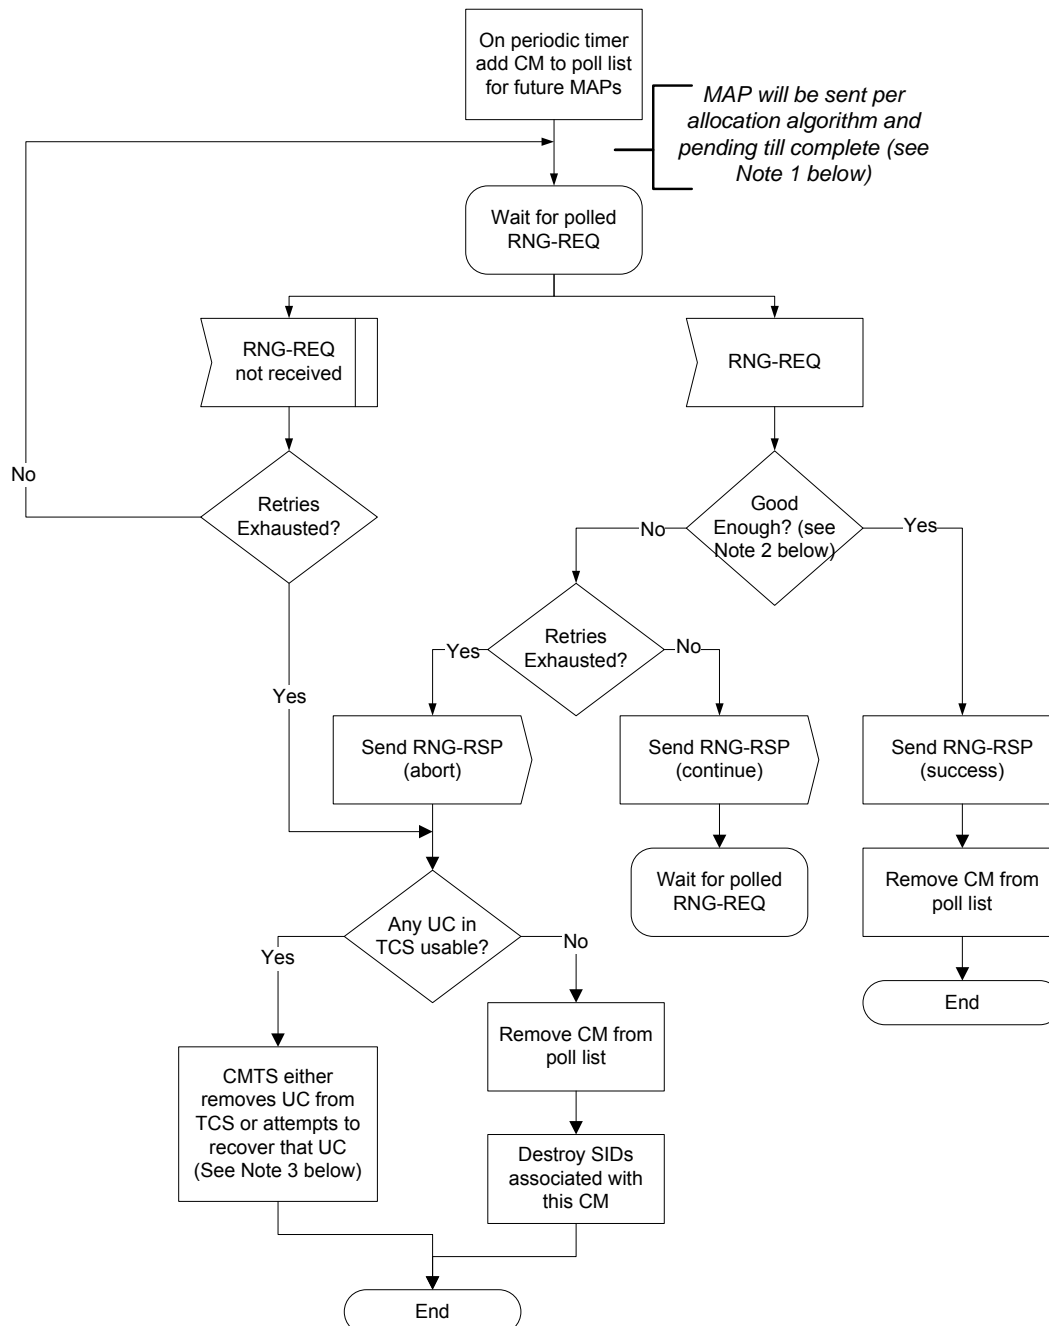 On periodic timer
add CM to poll list
for future MAPs
MAP will be sent per
allocation algorithm and
pending till complete (see
Note 1 below)
Wait for polled
RNG-REQ
RNG-REQ
not received
RNG-REQ
No
Retries
Exhausted?
Good
Enough? (see
Note 2 below)
No
Yes
Retries
Exhausted?
Yes
No
Yes
Send RNG-RSP
(abort)
Send RNG-RSP
(continue)
Send RNG-RSP
(success)
Wait for polled
RNG-REQ
Remove CM from
poll list
Any UC in
TCS usable?
Yes
No
End
Remove CM from
poll list
CMTS either
removes UC from
TCS or attempts to
recover that UC
(See Note 3 below)
Destroy SIDs
associated with
this CM
End